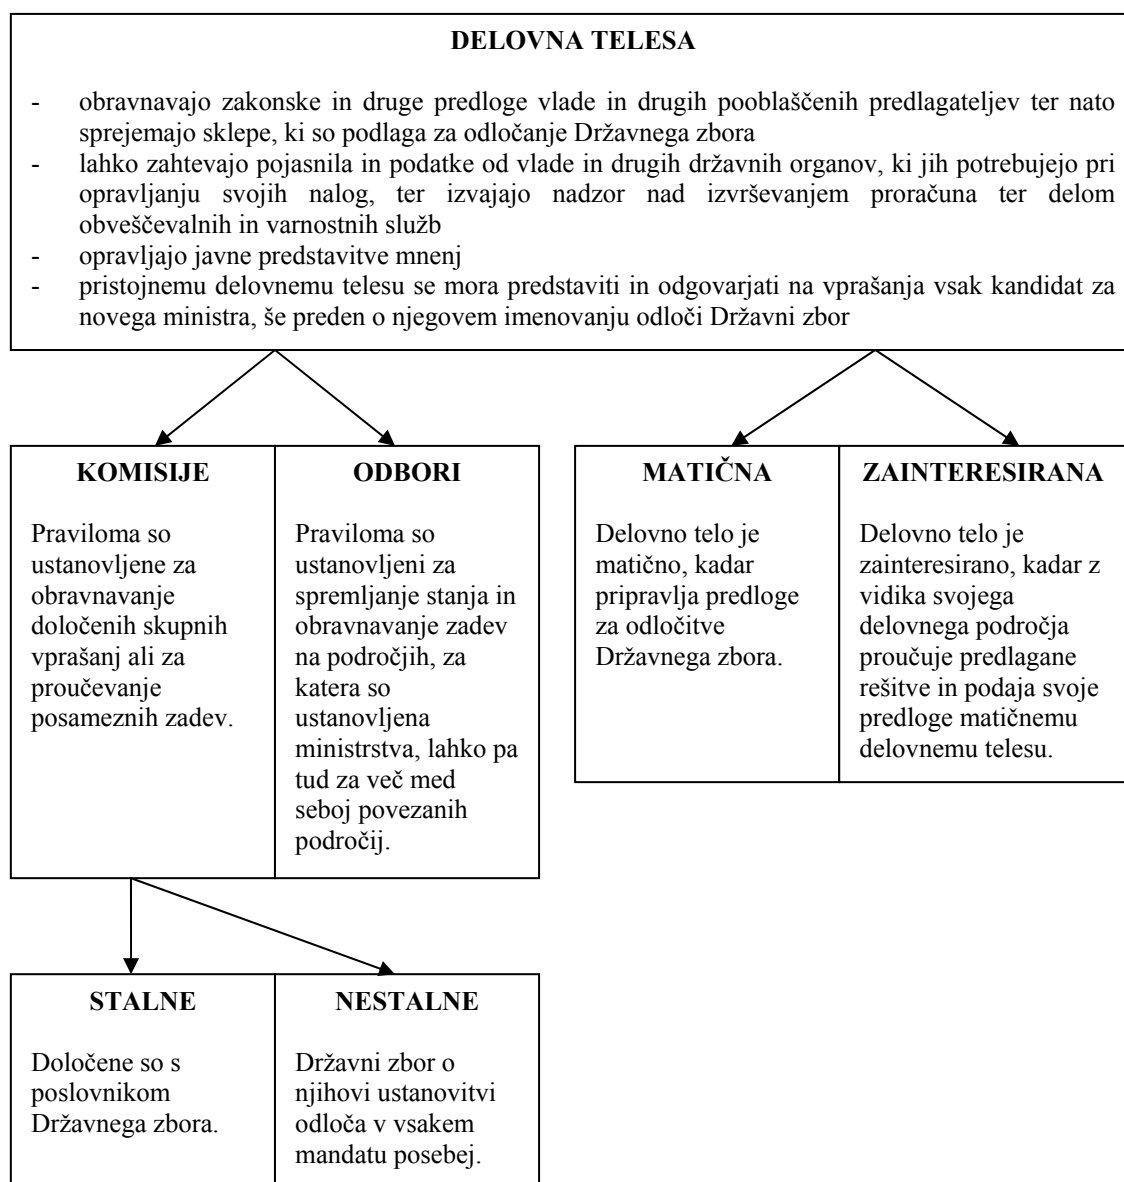 DELOVNA TELESA
- obravnavajo zakonske in druge predloge vlade in drugih pooblaščenih predlagateljev ter nato
sprejemajo sklepe, ki so podlaga za odločanje Državnega zbora
- lahko zahtevajo pojasnila in podatke od vlade in drugih državnih organov, ki jih potrebujejo pri
opravljanju svojih nalog, ter izvajajo nadzor nad izvrševanjem proračuna ter delom
obveščevalnih in varnostnih služb
- opravljajo javne predstavitve mnenj
- pristojnemu delovnemu telesu se mora predstaviti in odgovarjati na vprašanja vsak kandidat za
novega ministra, še preden o njegovem imenovanju odloči Državni zbor
KOMISIJE
Praviloma so
ustanovljene za
obravnavanje
določenih skupnih
vprašanj ali za
proučevanje
posameznih zadev.
ODBORI
Praviloma so
ustanovljeni za
spremljanje stanja in
obravnavanje zadev
na področjih, za
katera so
ustanovljena
ministrstva, lahko pa
tud za več med
seboj povezanih
področij.
MATIČNA
Delovno telo je
matično, kadar
pripravlja predloge
za odločitve
Državnega zbora.
ZAINTERESIRANA
Delovno telo je
zainteresirano, kadar z
vidika svojega
delovnega področja
proučuje predlagane
rešitve in podaja svoje
predloge matičnemu
delovnemu telesu.
STALNE
Določene so s
poslovnikom
Državnega zbora.
NESTALNE
Državni zbor o
njihovi ustanovitvi
odloča v vsakem
mandatu posebej.